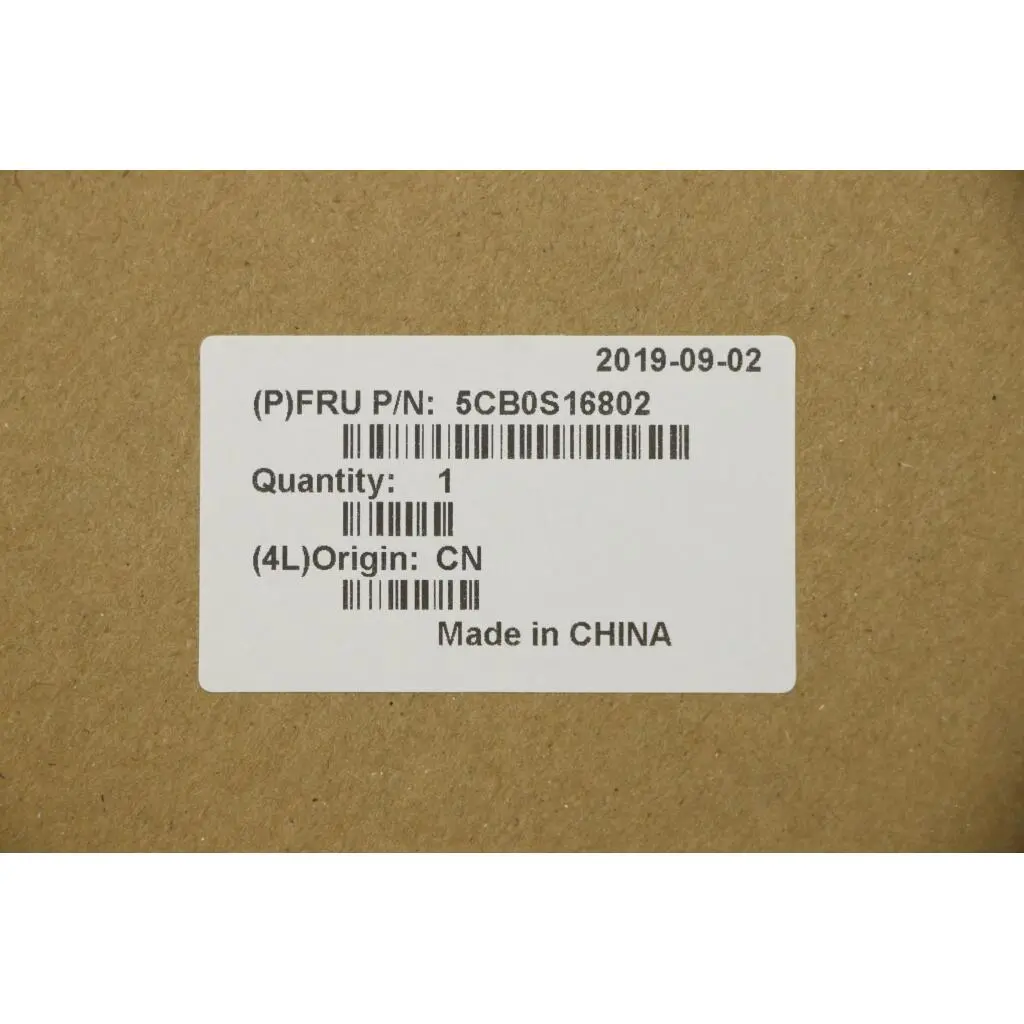 2019-09-02
(P)FRU P/N: 5CB0S16802
Quantity: 1
(4L)Origin: CN
Made in CHINA